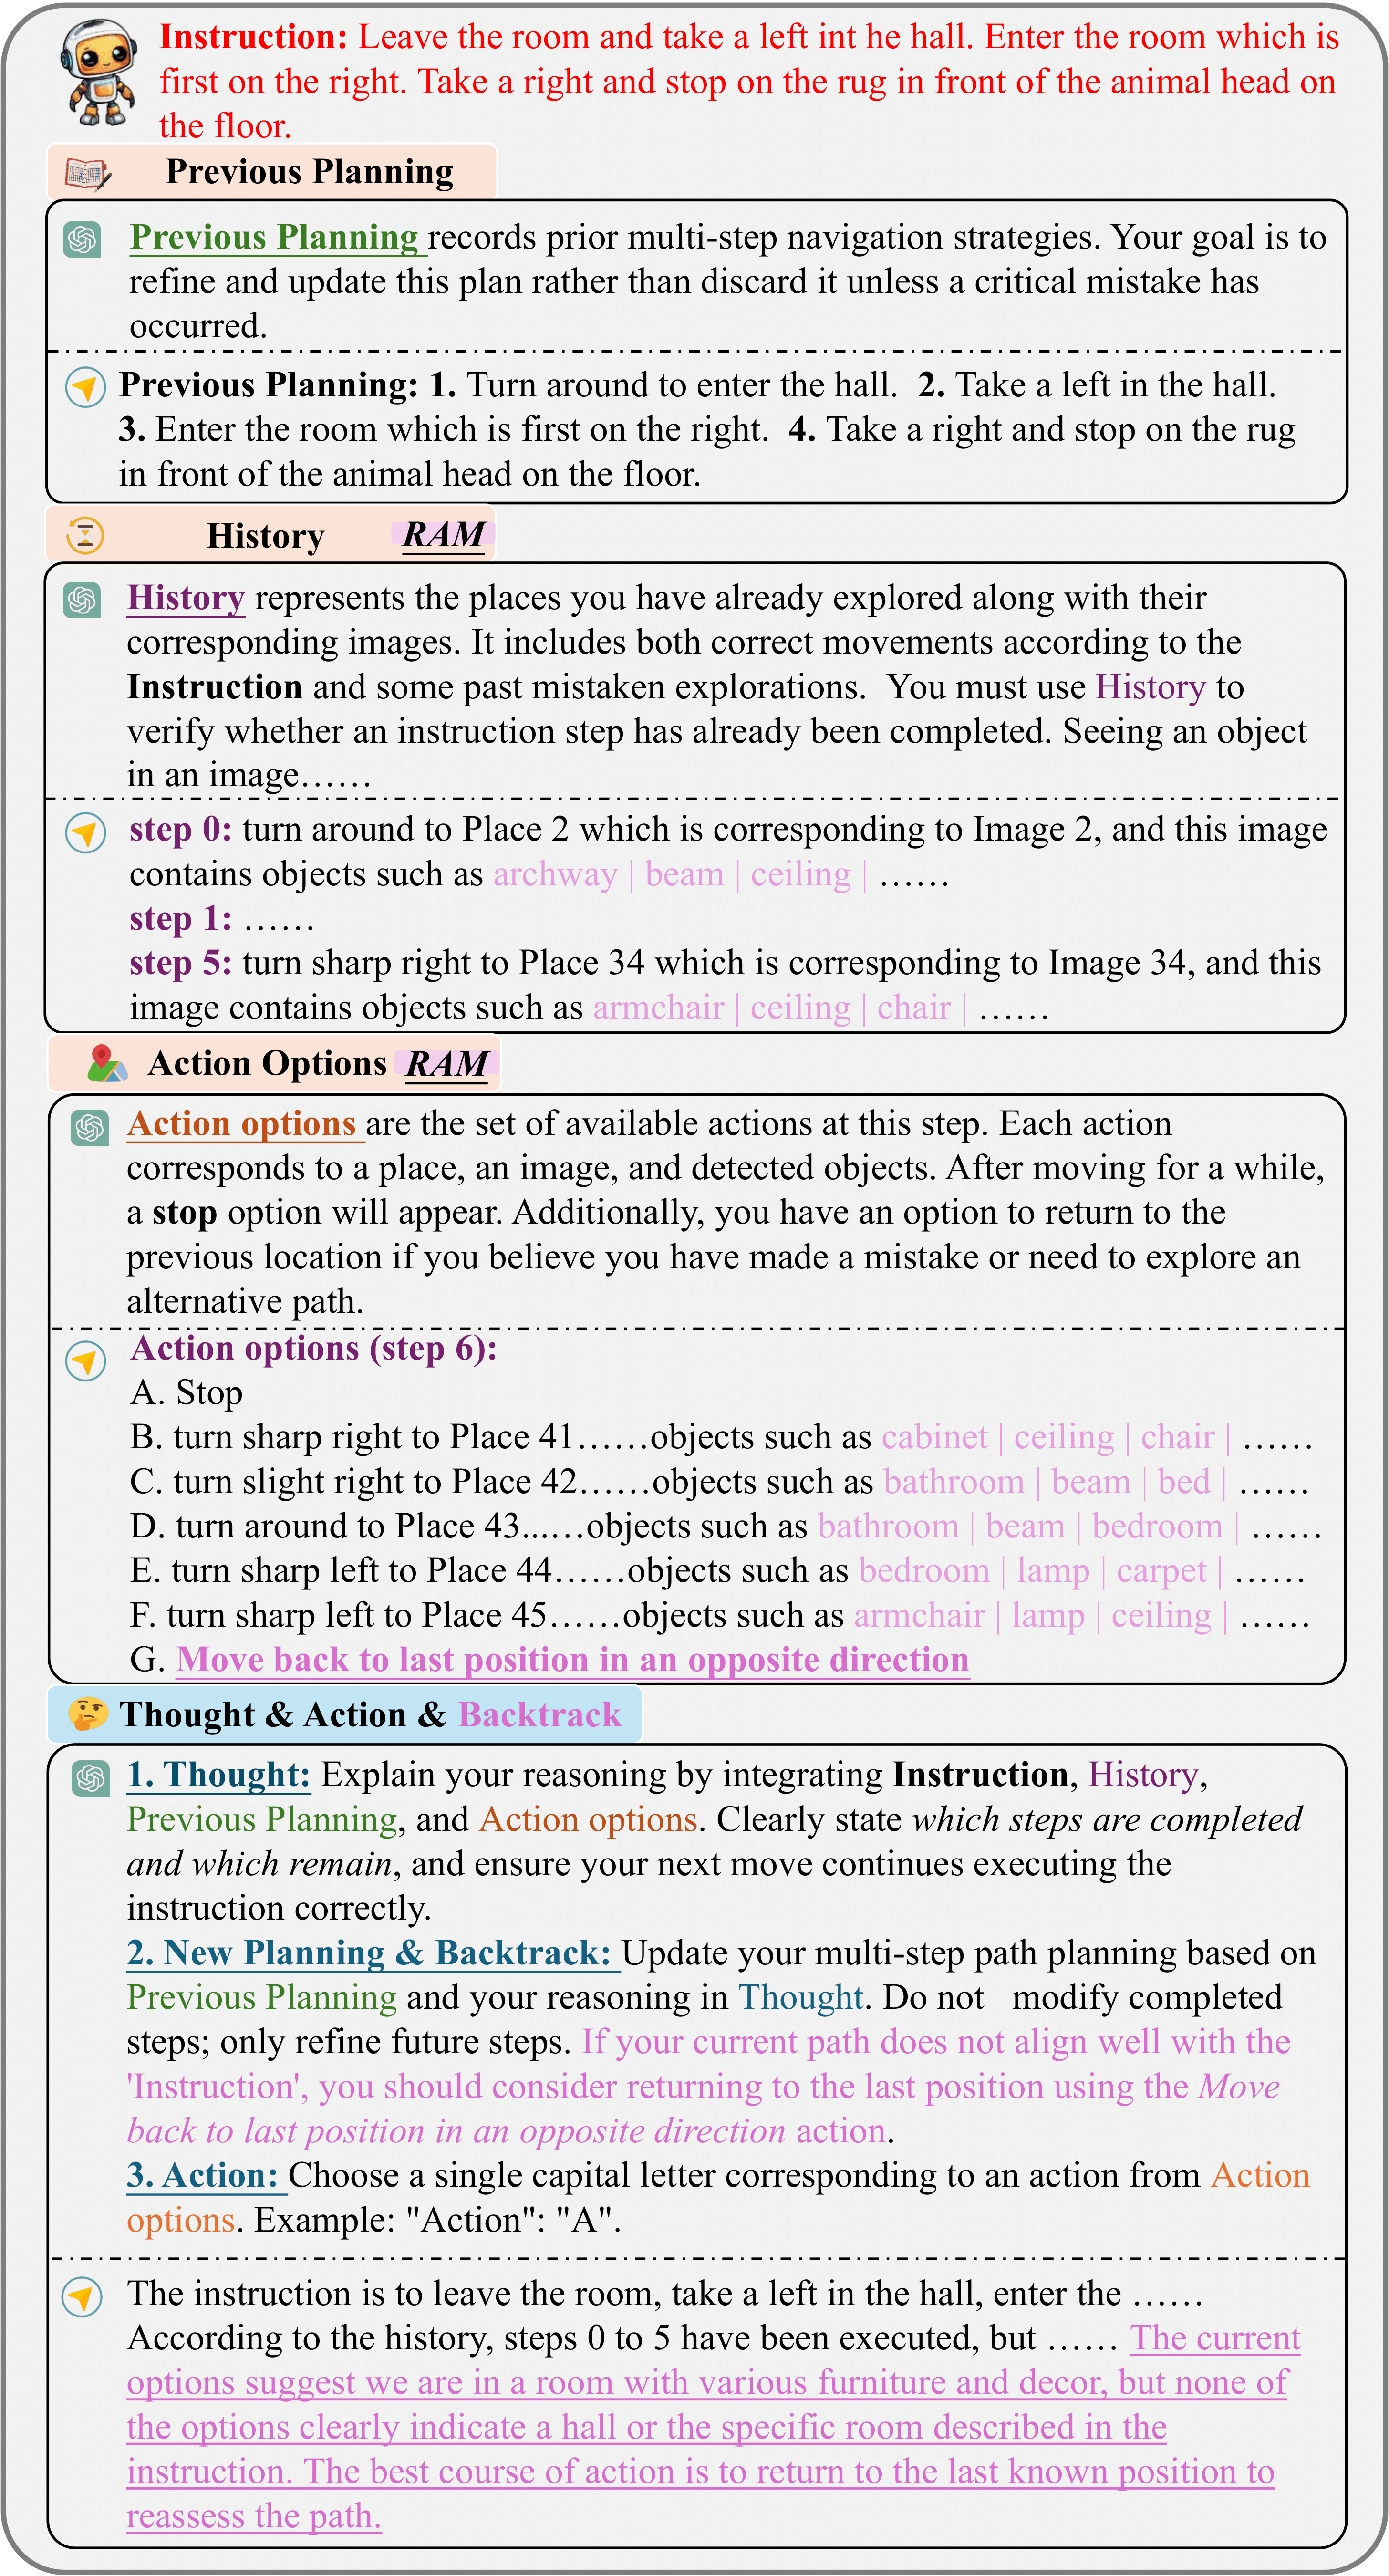 Instruction: Leave the room and take a left int he hall. Enter the room which is
first on the right. Take a right and stop on the rug in front of the animal head on
the floor.
Previous Planning
Previous Planning records prior multi-step navigation strategies. Your goal is to
refine and update this plan rather than discard it unless a critical mistake has
occurred.
Previous Planning: 1. Turn around to enter the hall. 2. Take a left in the hall.
3. Enter the room which is first on the right. 4. Take a right and stop on the rug
in front of the animal head on the floor.
History RAM
History represents the places you have already explored along with their
corresponding images. It includes both correct movements according to the
Instruction and some past mistaken explorations. You must use History to
verify whether an instruction step has already been completed. Seeing an object
in an image……
step 0: turn around to Place 2 which is corresponding to Image 2, and this image
contains objects such as archway | beam | ceiling | ……
step 1: ……
step 5: turn sharp right to Place 34 which is corresponding to Image 34, and this
image contains objects such as armchair | ceiling | chair | ……
Action Options RAM
Action options are the set of available actions at this step. Each action
corresponds to a place, an image, and detected objects. After moving for a while,
a stop option will appear. Additionally, you have an option to return to the
previous location if you believe you have made a mistake or need to explore an
alternative path.
Action options (step 6):
A. Stop
B. turn sharp right to Place 41……objects such as cabinet | ceiling | chair | ……
C. turn slight right to Place 42……objects such as bathroom | beam | bed | ……
D. turn around to Place 43...…objects such as bathroom | beam | bedroom | ……
E. turn sharp left to Place 44……objects such as bedroom | lamp | carpet | ……
F. turn sharp left to Place 45……objects such as armchair | lamp | ceiling | ……
G. Move back to last position in an opposite direction
Thought & Action & Backtrack
1. Thought: Explain your reasoning by integrating Instruction, History,
Previous Planning, and Action options. Clearly state which steps are completed
and which remain, and ensure your next move continues executing the
instruction correctly.
2. New Planning & Backtrack: Update your multi-step path planning based on
Previous Planning and your reasoning in Thought. Do not modify completed
steps; only refine future steps. If your current path does not align well with the
'Instruction', you should consider returning to the last position using the Move
back to last position in an opposite direction action.
3. Action: Choose a single capital letter corresponding to an action from Action
options. Example: "Action": "A".
The instruction is to leave the room, take a left in the hall, enter the ……
According to the history, steps 0 to 5 have been executed, but …… The current
options suggest we are in a room with various furniture and decor, but none of
the options clearly indicate a hall or the specific room described in the
instruction. The best course of action is to return to the last known position to
reassess the path.